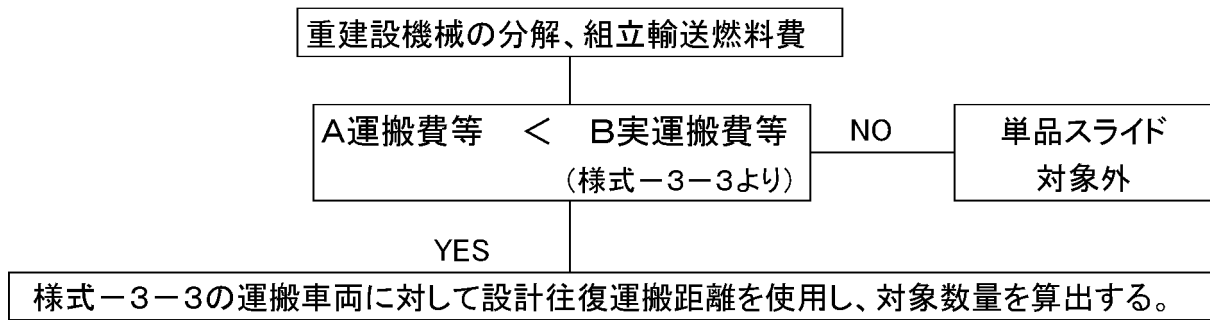 重建設機械の分解、組立輸送燃料費
A運搬費等 < B実運搬費等
(様式-3-3より)
NO
単品スライド
対象外
YES
様式-3-3の運搬車両に対して設計往復運搬距離を使用し、対象数量を算出する。